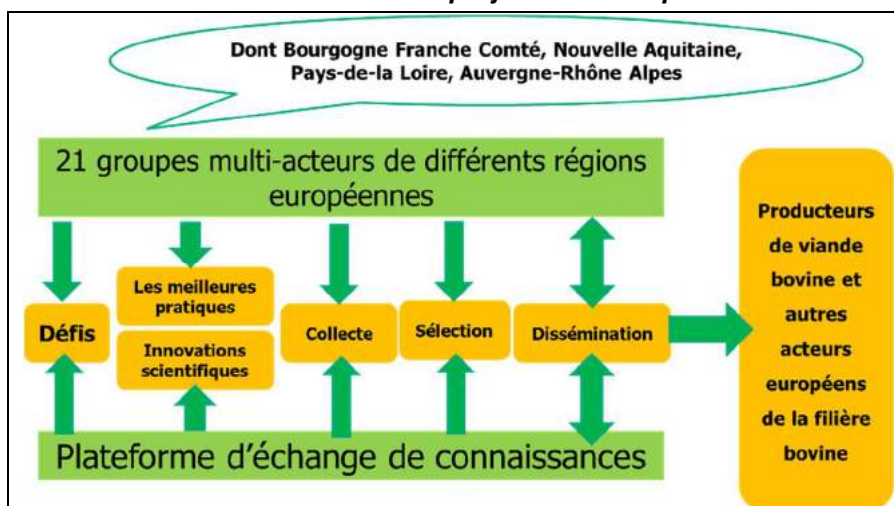 Dont Bourgogne Franche Comté, Nouvelle Aquitaine,
Pays-de-la Loire, Auvergne-Rhône Alpes
21 groupes multi-acteurs de différents régions
européennes
Défis
Les meilleures
pratiques
Innovations
scientifiques
Collecte
Sélection
Dissémination
Producteurs
de viande
bovine et
autres
acteurs
européens
de la filière
bovine
Plateforme d'échange de connaissances